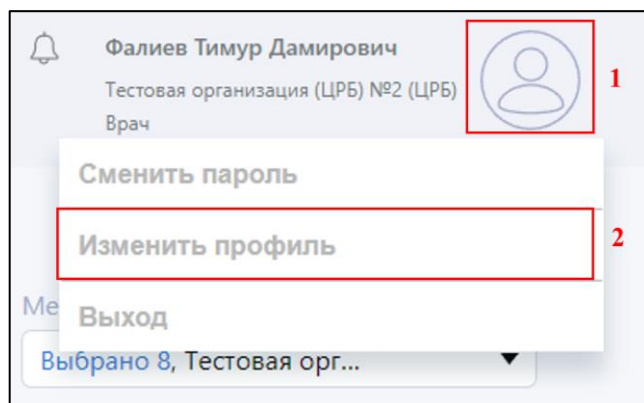 Фалиев Тимур Дамирович
1
Тестовая организация (ЦРБ) №2 (ЦРБ)
Врач
Сменить пароль
Изменить профиль
2
Ме
Выход
Выбрано 8, Тестовая орг...